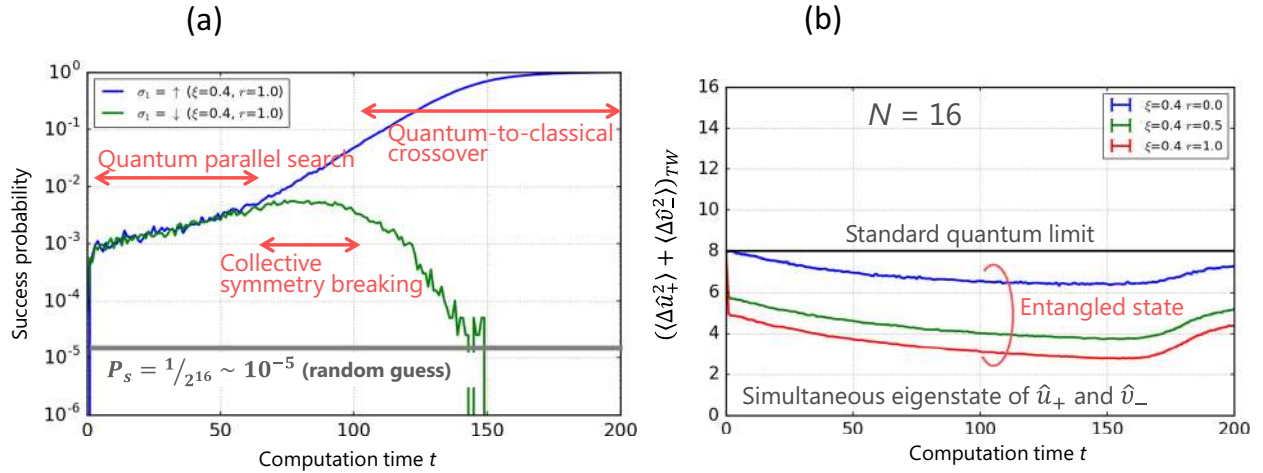 (a)
Success probability
10⁰
10⁻¹
10⁻²
10⁻³
10⁻⁴
10⁻⁵
10⁻⁶
σ₁ = ↑ (ξ=0.4, r=1.0)
σ₁ = ↓ (ξ=0.4, r=1.0)
Quantum parallel search
Quantum-to-classical
crossover
Collective
symmetry breaking
Pₛ = 1/2¹⁶ ~ 10⁻⁵ (random guess)
0 50 100 150 200
Computation time t
(b)
(⟨Δû₊²⟩ + ⟨Δv̂₋²⟩)TW
16
14
12
10
8
6
4
2
0
N = 16
ξ=0.4 r=0.0
ξ=0.4 r=0.5
ξ=0.4 r=1.0
Standard quantum limit
Entangled state
Simultaneous eigenstate of û₊ and v̂₋
0 50 100 150 200
Computation time t